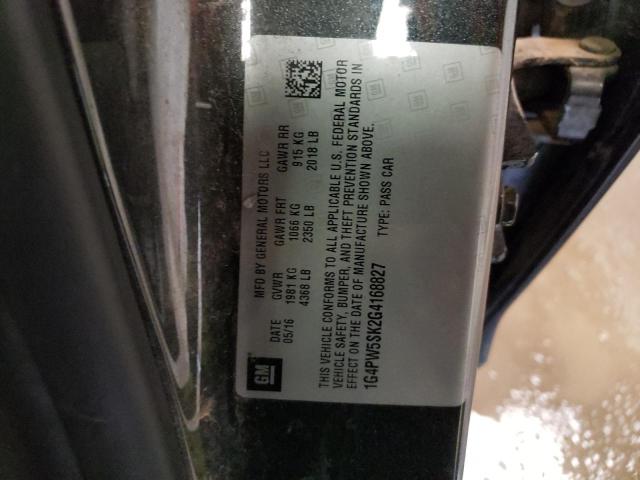 GM
MFD BY GENERAL MOTORS LLC
DATE GVWR GAWR FRT GAWR RR
05/16 1981 KG 1066 KG 915 KG
4368 LB 2350 LB 2018 LB
THIS VEHICLE CONFORMS TO ALL APPLICABLE U.S. FEDERAL MOTOR
VEHICLE SAFETY, BUMPER, AND THEFT PREVENTION STANDARDS IN
EFFECT ON THE DATE OF MANUFACTURE SHOWN ABOVE.
1G4PW5SK2G4168827 TYPE: PASS CAR